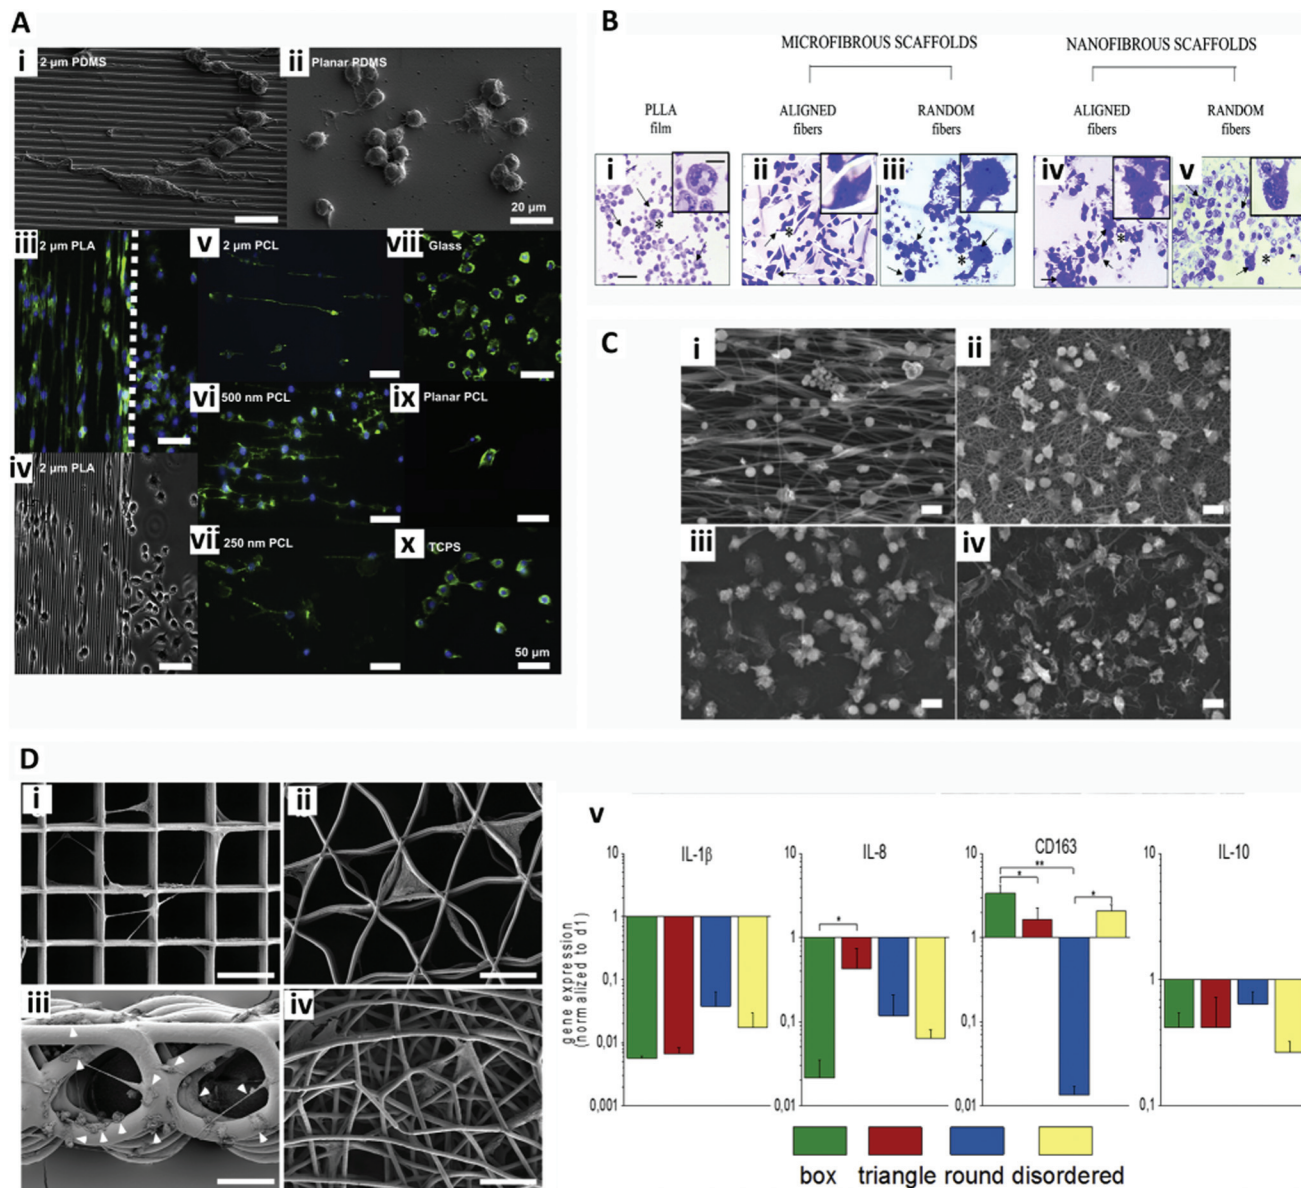 A
i 2 µm PDMS
ii Planar PDMS
20 µm
iii 2 µm PLA
v 2 µm PCL
viii Glass
vi 500 nm PCL
ix Planar PCL
iv 2 µm PLA
vii 250 nm PCL
x TCPS
50 µm
B
MICROFIBROUS SCAFFOLDS
NANOFIBROUS SCAFFOLDS
PLLA
film
ALIGNED
fibers
RANDOM
fibers
ALIGNED
fibers
RANDOM
fibers
i
ii
iii
iv
v
*
*
*
*
*
C
i
ii
iii
iv
D
i
ii
iii
iv
v
gene expression
(normalized to d1)
IL-1β
10
1
0,1
0,01
0,001
IL-8
10
1
0,1
0,01
*
CD163
10
1
0,1
0,01
**
*
*
IL-10
10
1
0,1
box triangle round disordered